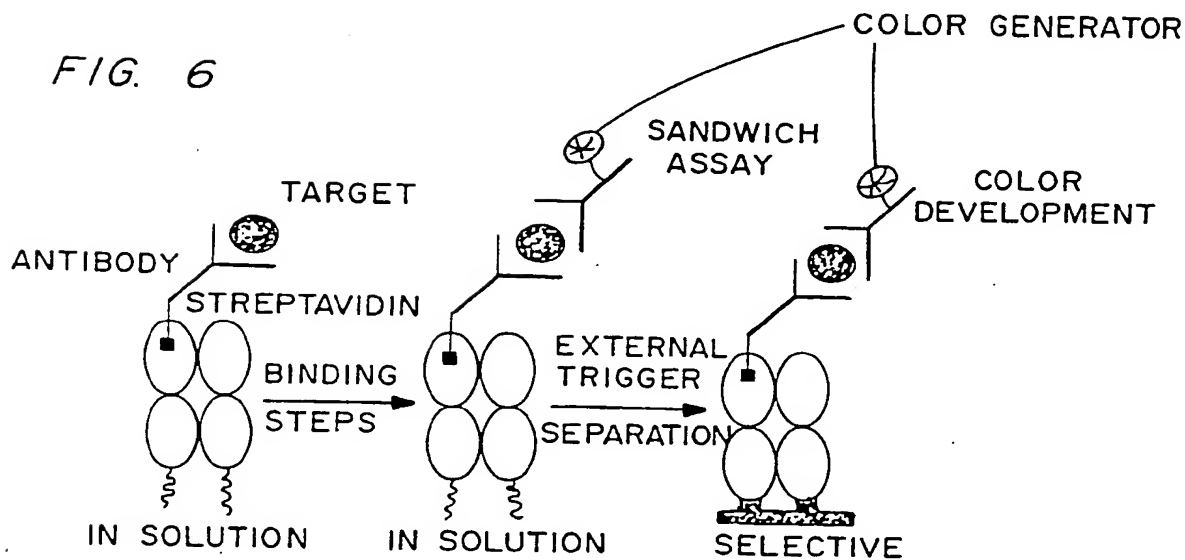 COLOR GENERATOR
FIG. 6
SANDWICH
ASSAY
TARGET
COLOR
DEVELOPMENT
ANTIBODY
STREPTAVIDIN
BINDING
STEPS
EXTERNAL
TRIGGER
SEPARATION
IN SOLUTION
IN SOLUTION
SELECTIVE